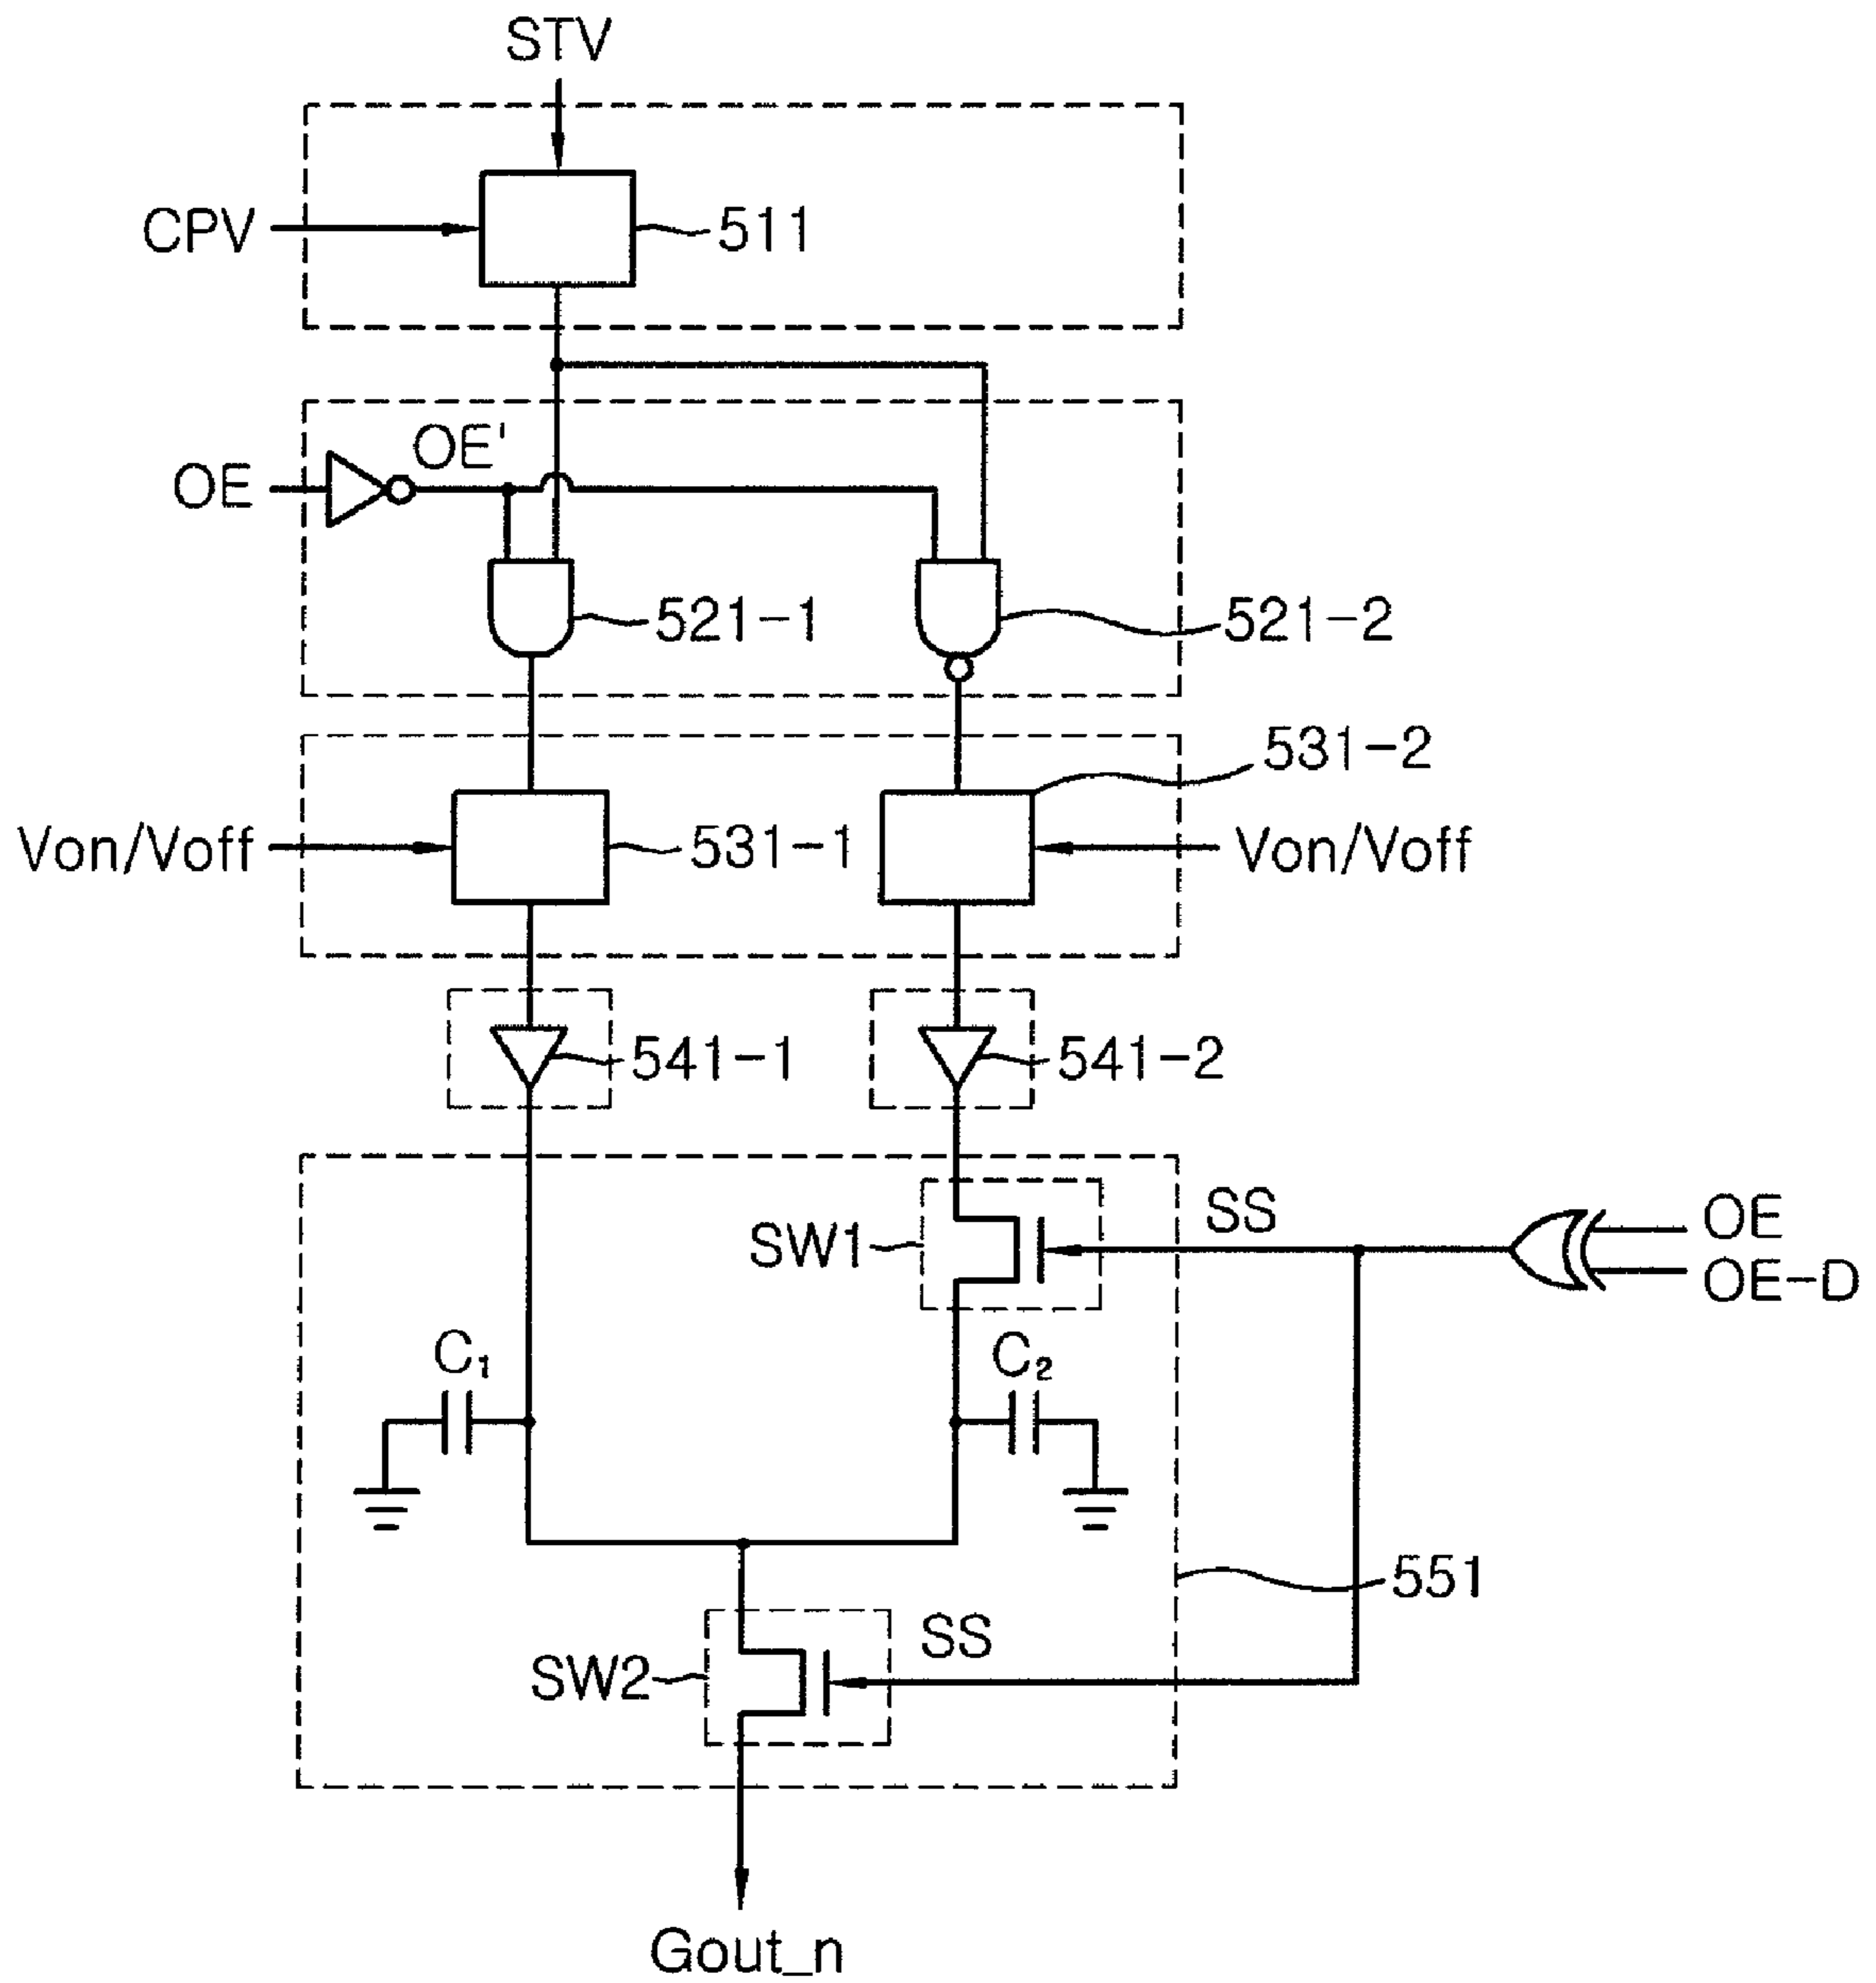 STV
CPV
511
OE'
OE
521-1
521-2
531-2
Von/Voff
531-1
Von/Voff
541-1
541-2
SS
OE
SW1
OE-D
C₁
C₂
551
SS
SW2
Gout_n